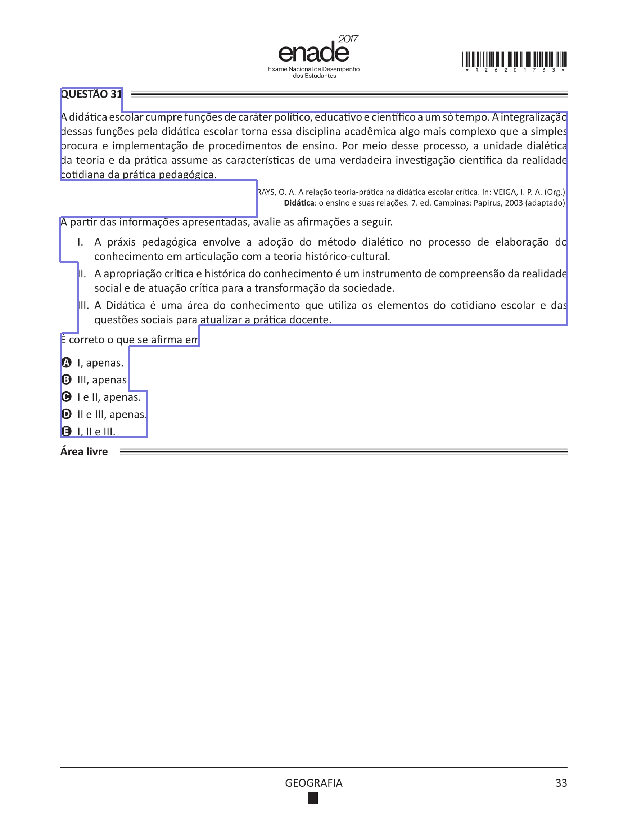 enade 2017
Exame Nacional de Desempenho
dos Estudantes
*R2620175 3*
QUESTÃO 31
A didática escolar cumpre funções de caráter político, educativo e científico a um só tempo. A integralização
dessas funções pela didática escolar torna essa disciplina acadêmica algo mais complexo que a simples
procura e implementação de procedimentos de ensino. Por meio desse processo, a unidade dialética
da teoria e da prática assume as características de uma verdadeira investigação científica da realidade
cotidiana da prática pedagógica.
RAYS, O. A. A relação teoria-prática na didática escolar crítica. In: VEIGA, I. P. A. (Org.)
Didática: o ensino e suas relações. 7. ed. Campinas: Papirus, 2003 (adaptado)
A partir das informações apresentadas, avalie as afirmações a seguir.
I. A práxis pedagógica envolve a adoção do método dialético no processo de elaboração do
conhecimento em articulação com a teoria histórico-cultural.
II. A apropriação crítica e histórica do conhecimento é um instrumento de compreensão da realidade
social e de atuação crítica para a transformação da sociedade.
III. A Didática é uma área do conhecimento que utiliza os elementos do cotidiano escolar e das
questões sociais para atualizar a prática docente.
É correto o que se afirma em
A I, apenas.
B III, apenas
C I e II, apenas.
D II e III, apenas.
E I, II e III.
Área livre
GEOGRAFIA
33